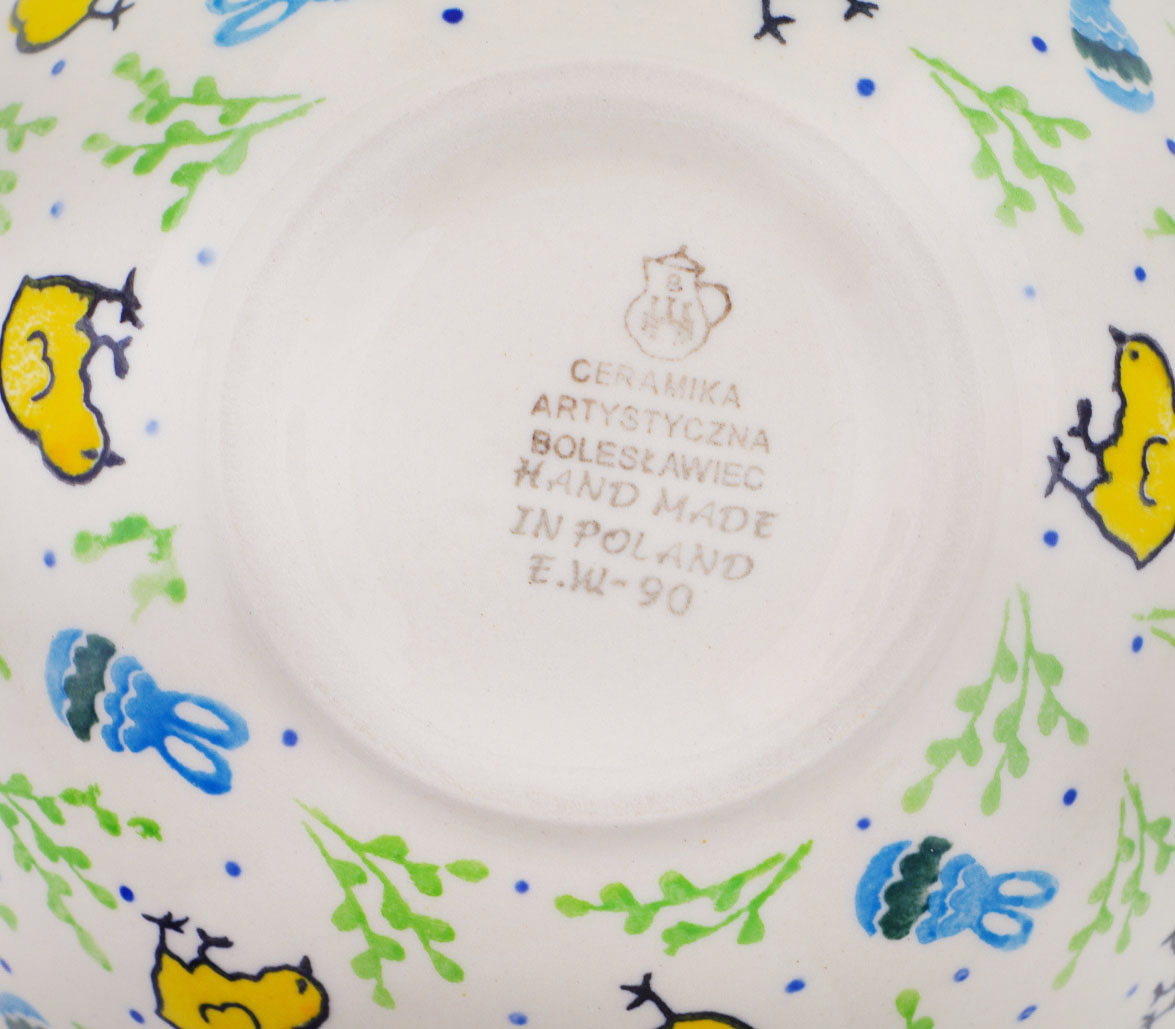 B
CERAMIKA
ARTYSTYCZNA
BOLESŁAWIEC
HAND MADE
IN POLAND
E.W-90